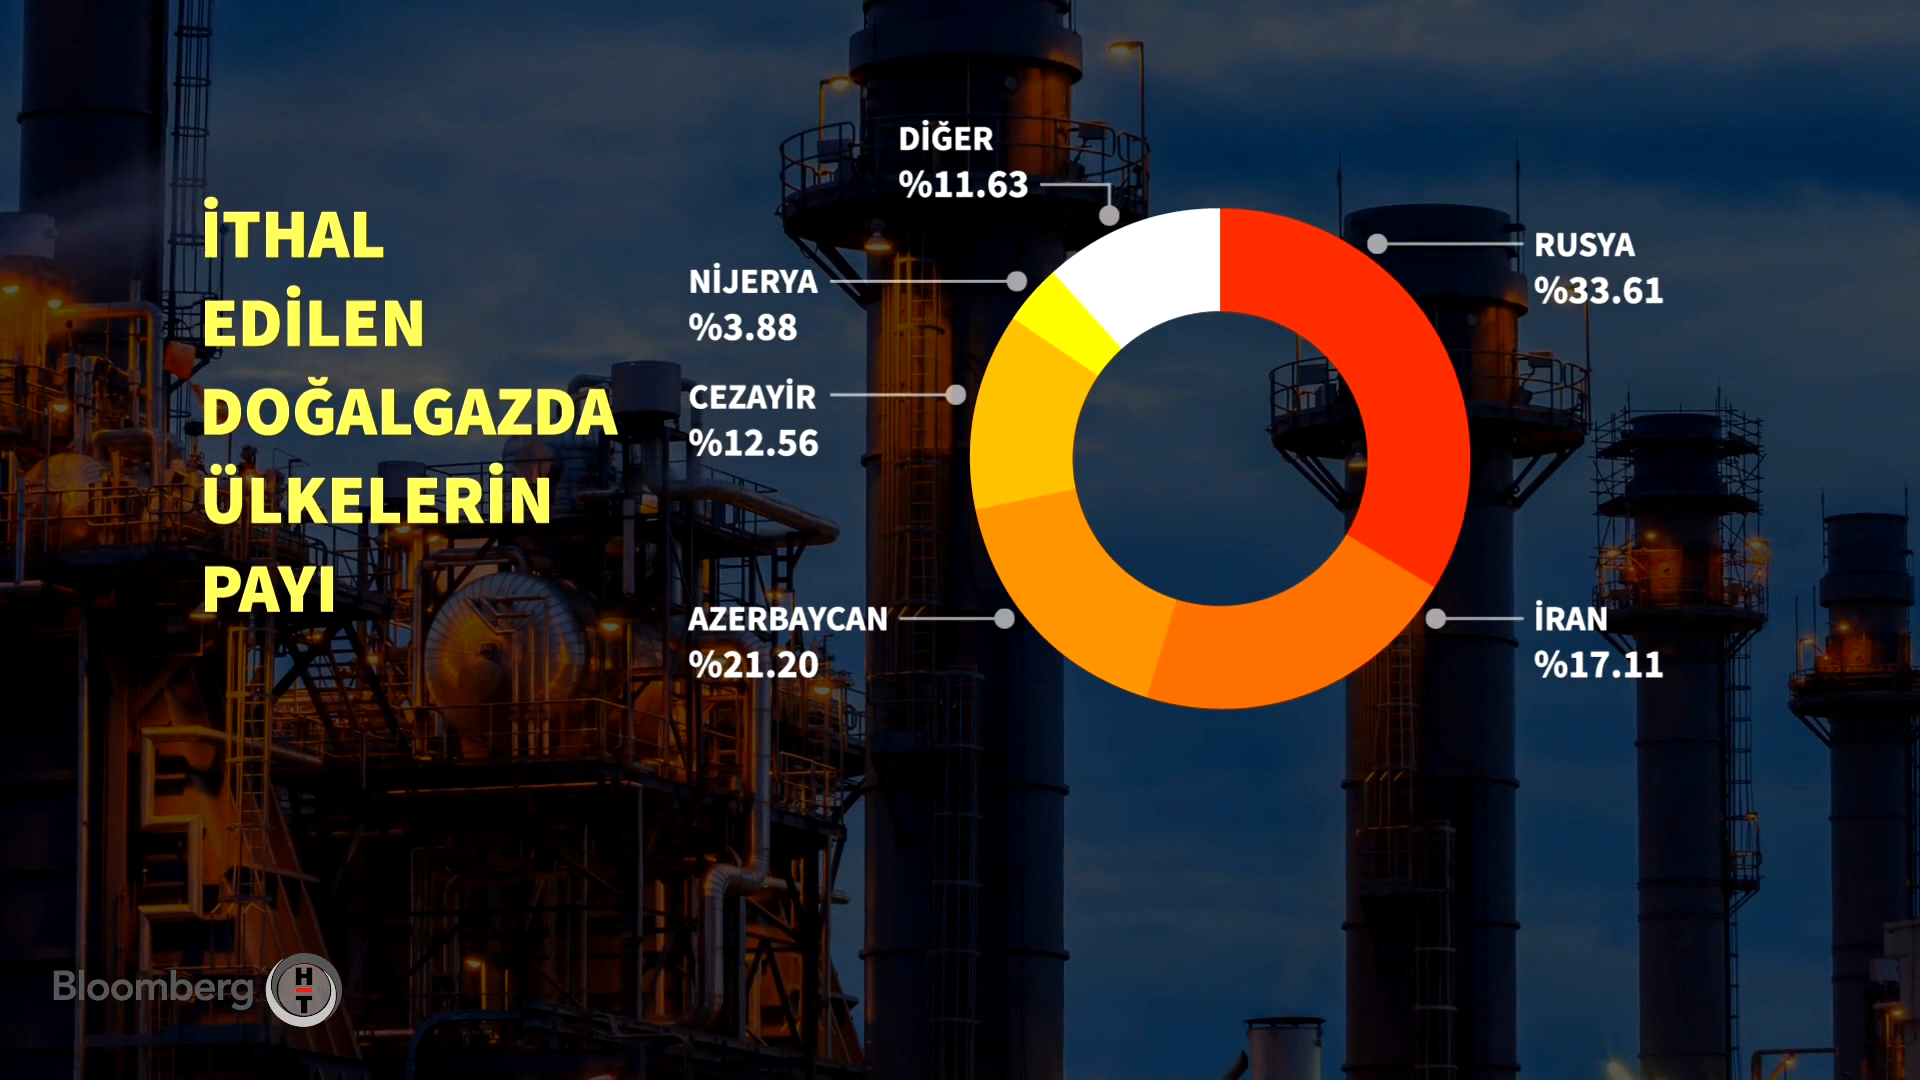 İTHAL
EDİLEN
DOĞALGAZDA
ÜLKELERİN
PAYI
DİĞER
%11.63
NİJERYA
%3.88
CEZAYİR
%12.56
AZERBAYCAN
%21.20
RUSYA
%33.61
İRAN
%17.11
Bloomberg HT